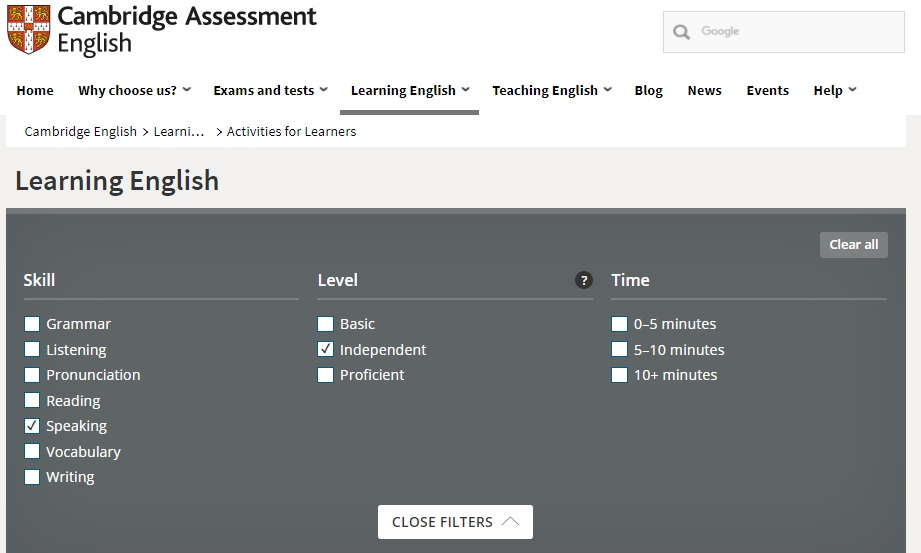 Cambridge Assessment
English
Google
Home Why choose us? Exams and tests Learning English Teaching English Blog News Events Help
Cambridge English > Learni... > Activities for Learners
Learning English
Clear all
Skill Level ? Time
Grammar Basic 0–5 minutes
Listening Independent 5–10 minutes
Pronunciation Proficient 10+ minutes
Reading
Speaking
Vocabulary
Writing
CLOSE FILTERS